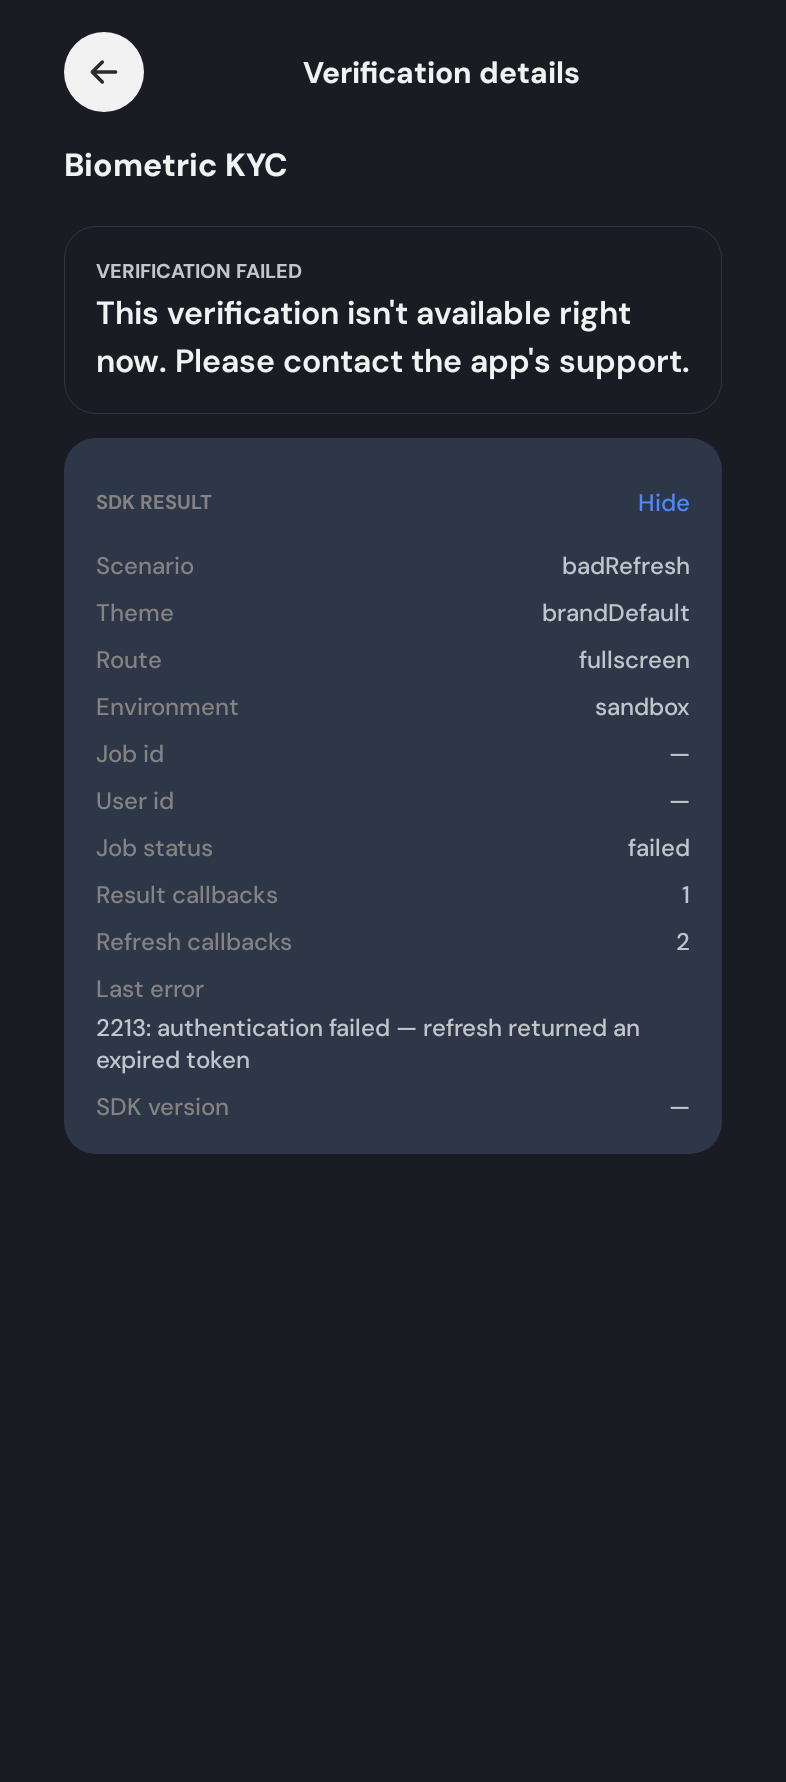 Verification details
Biometric KYC
VERIFICATION FAILED
This verification isn't available right
now. Please contact the app's support.
SDK RESULT Hide
Scenario badRefresh
Theme brandDefault
Route fullscreen
Environment sandbox
Job id —
User id —
Job status failed
Result callbacks 1
Refresh callbacks 2
Last error
2213: authentication failed — refresh returned an
expired token
SDK version —